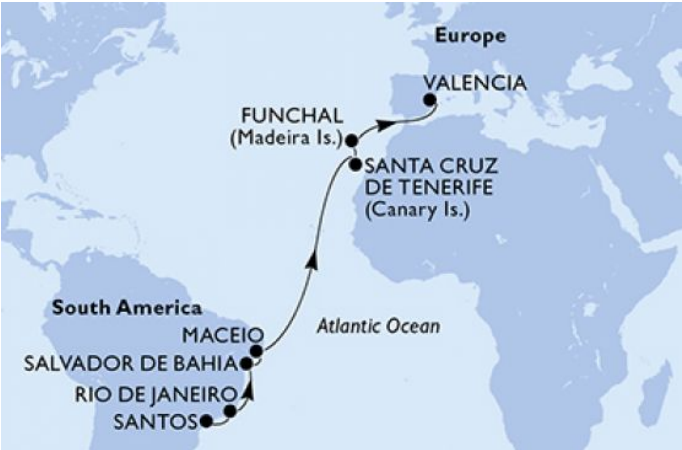 Europe
VALENCIA
FUNCHAL
(Madeira Is.)
SANTA CRUZ
DE TENERIFE
(Canary Is.)
South America
Atlantic Ocean
MACEIO
SALVADOR DE BAHIA
RIO DE JANEIRO
SANTOS